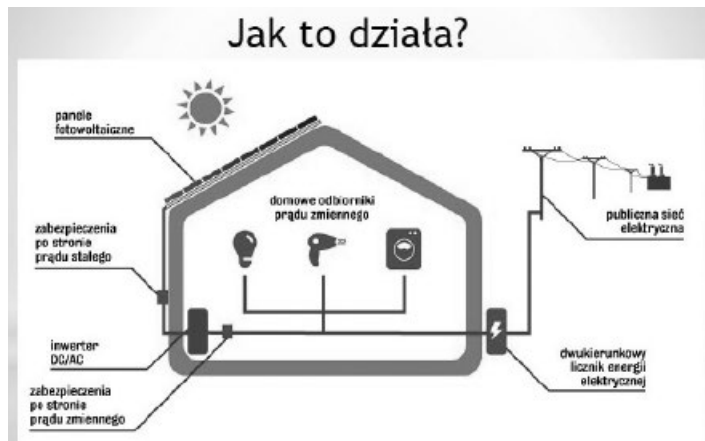 Jak to działa?
panele
fotowoltaiczne
domowe odbiorniki
prądu zmiennego
zabezpieczenia
po stronie
prądu stałego
publiczna sieć
elektryczna
inwerter
DC/AC
dwukierunkowy
licznik energii
elektrycznej
zabezpieczenia
po stronie
prądu zmiennego